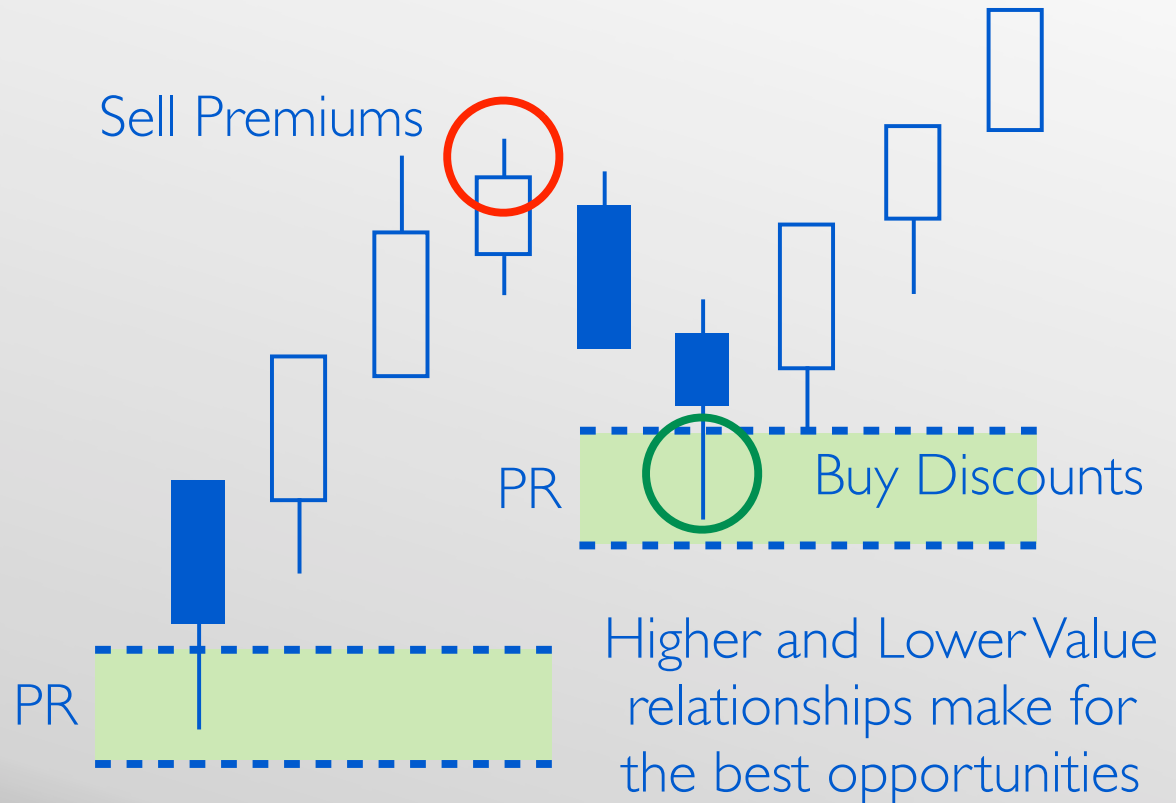 Sell Premiums
PR
Buy Discounts
Higher and Lower Value
relationships make for
the best opportunities
PR